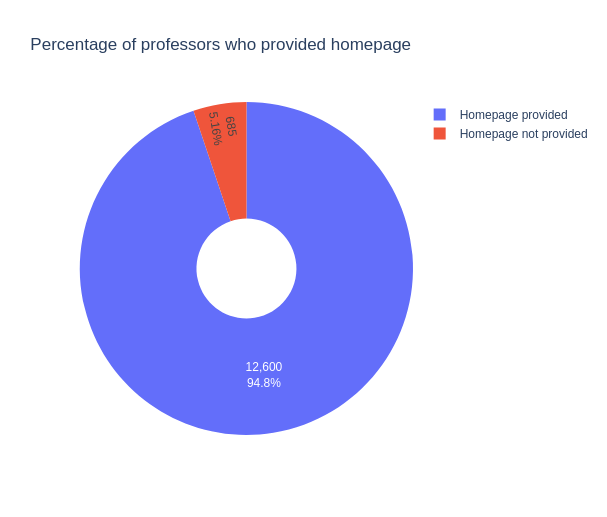 Percentage of professors who provided homepage
Homepage provided
Homepage not provided
685
5.16%
12,600
94.8%